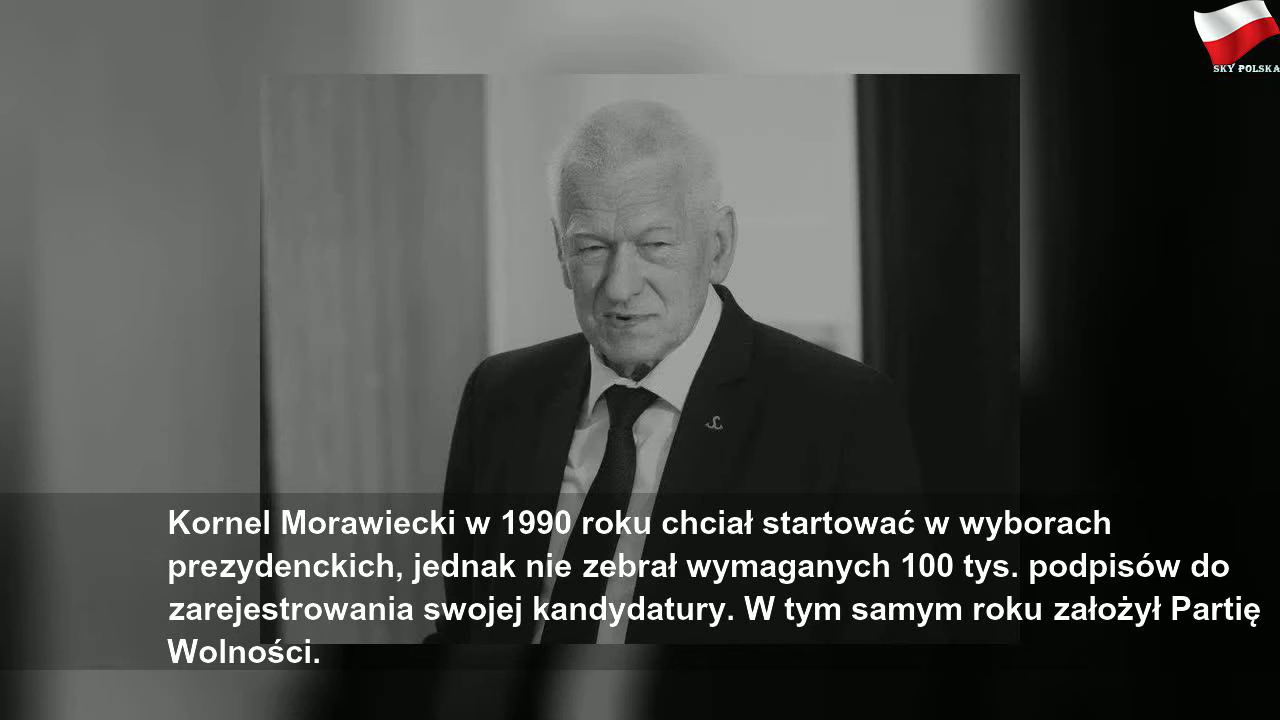 SKY POLSKA
Kornel Morawiecki w 1990 roku chciał startować w wyborach
prezydenckich, jednak nie zebrał wymaganych 100 tys. podpisów do
zarejestrowania swojej kandydatury. W tym samym roku założył Partię
Wolności.